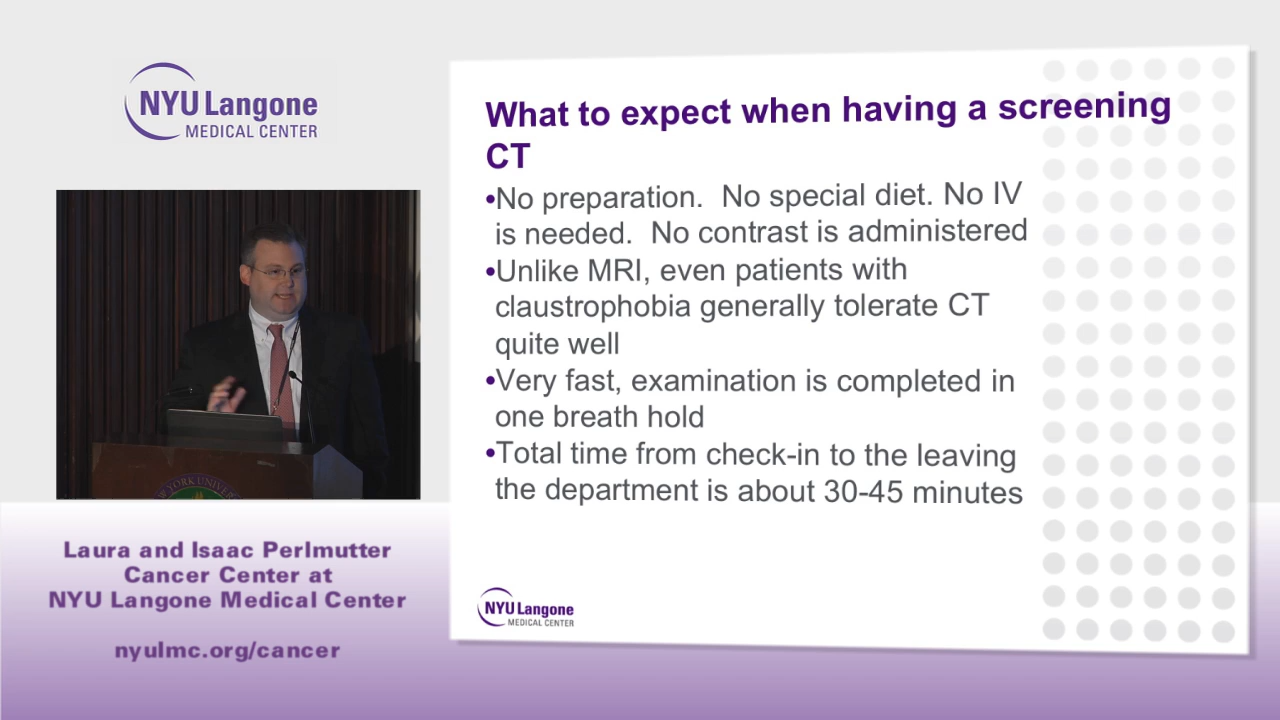 NYU Langone
MEDICAL CENTER
What to expect when having a screening
CT
•No preparation.  No special diet. No IV
is needed.  No contrast is administered
•Unlike MRI, even patients with
claustrophobia generally tolerate CT
quite well
•Very fast, examination is completed in
one breath hold
•Total time from check-in to the leaving
the department is about 30-45 minutes
NYU Langone
MEDICAL CENTER
YORK UNIVER
Laura and Isaac Perlmutter
Cancer Center at
NYU Langone Medical Center
nyulmc.org/cancer